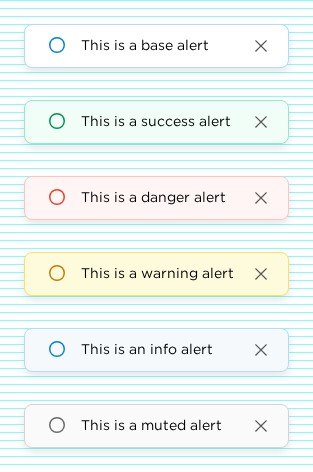 This is a base alert
This is a success alert
This is a danger alert
This is a warning alert
This is an info alert
This is a muted alert